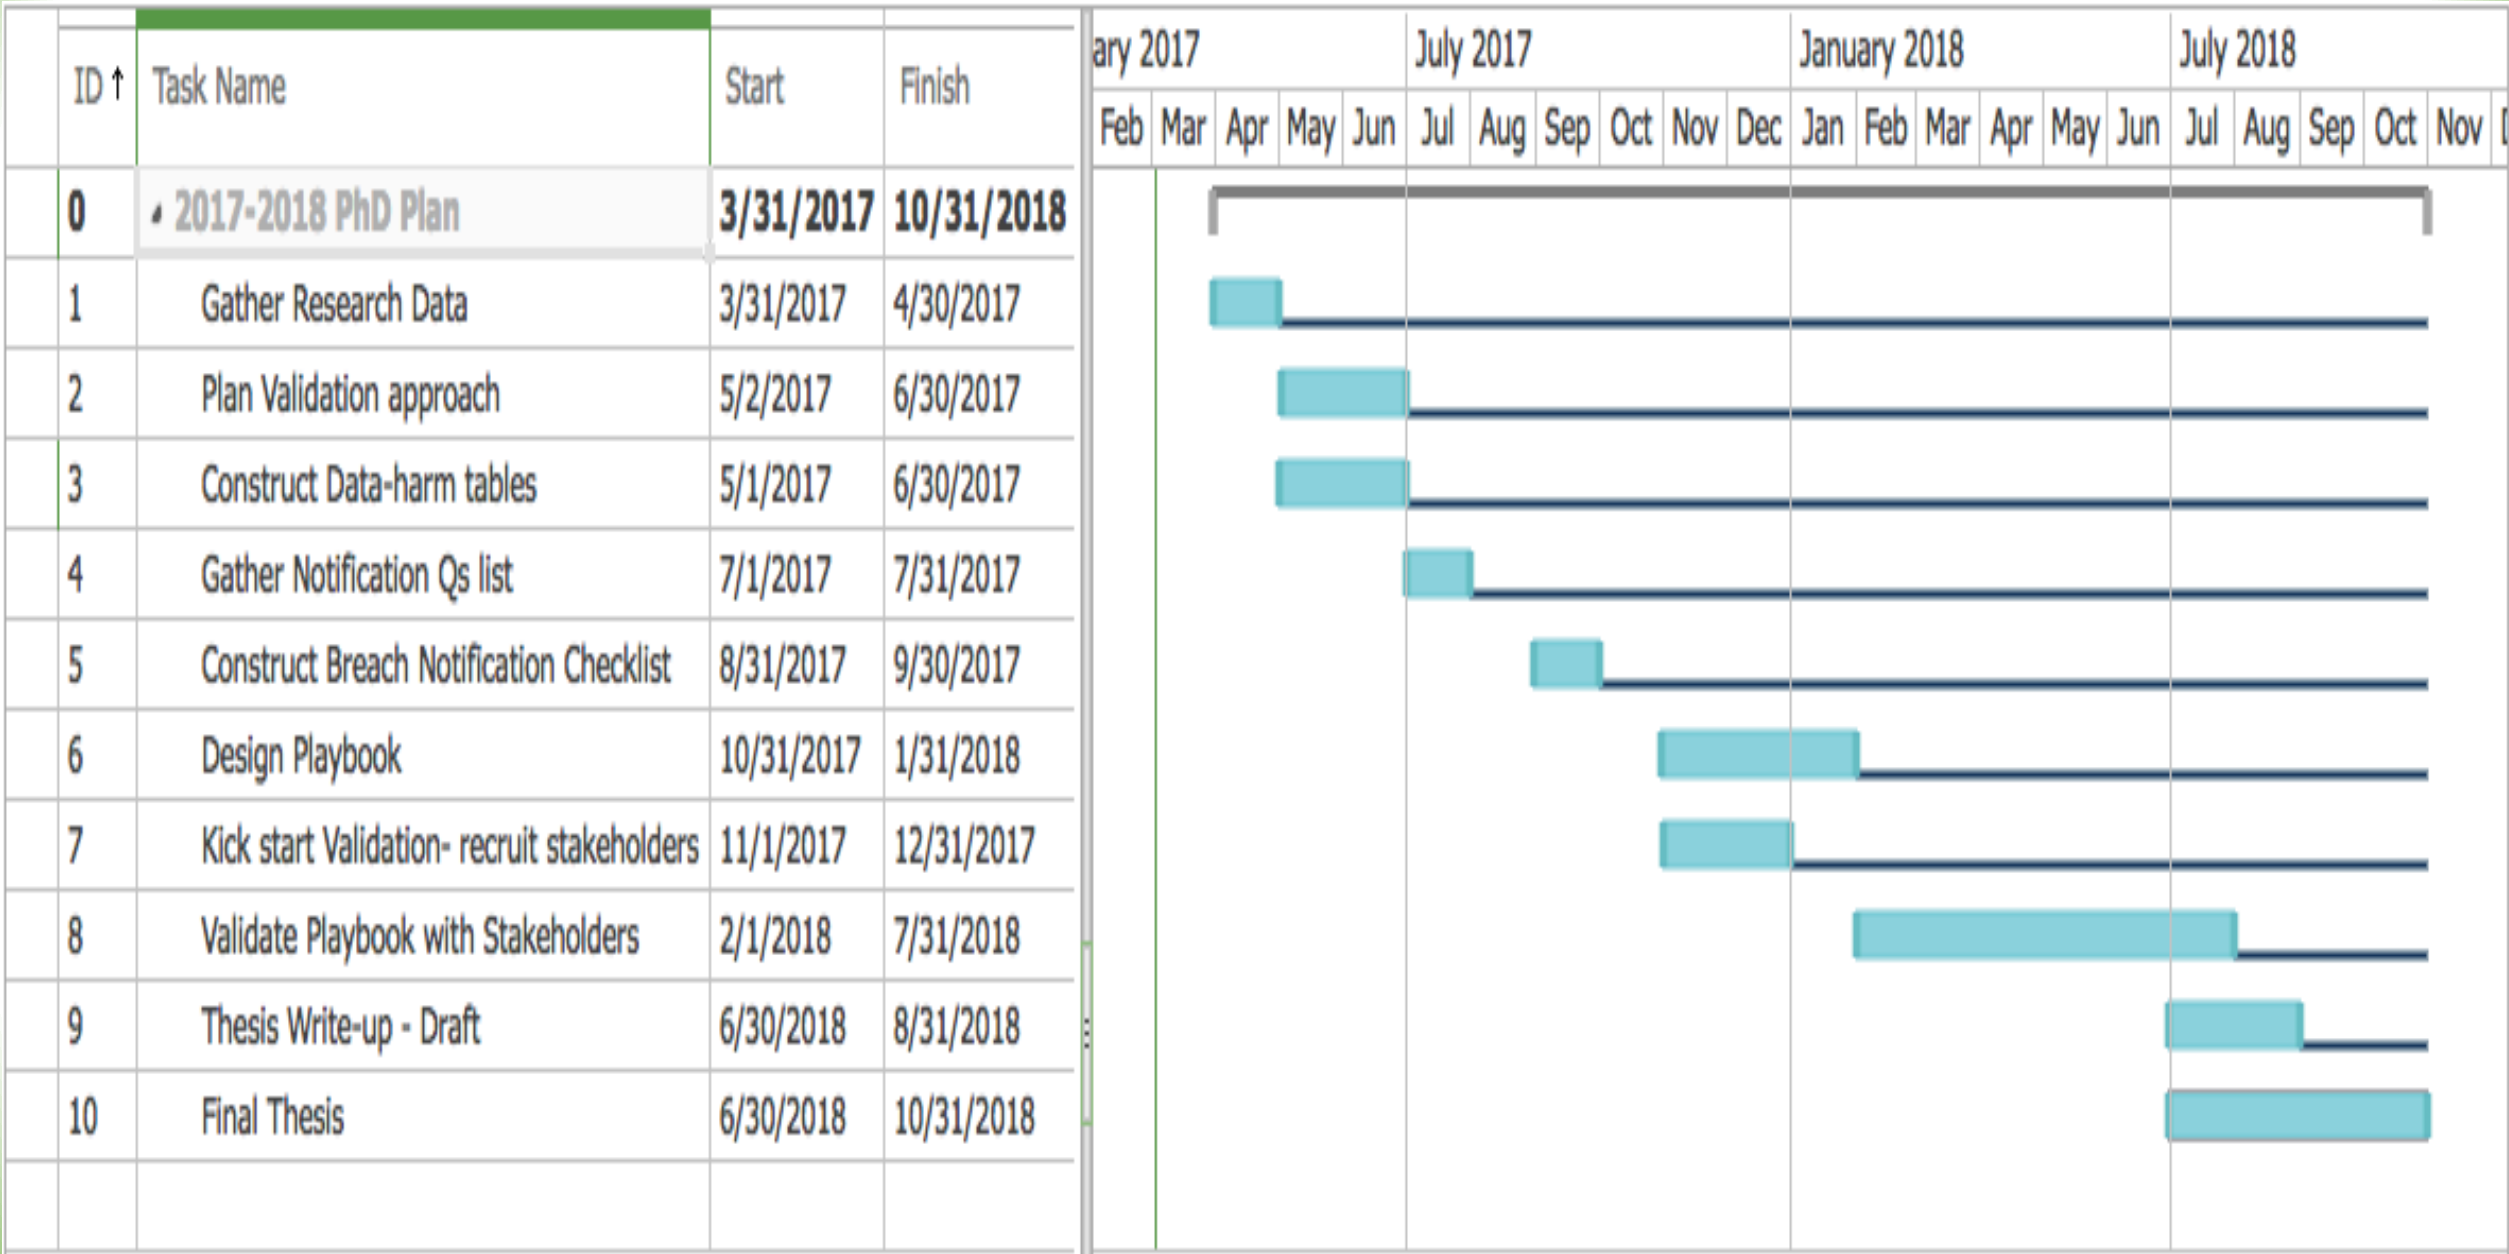 ary 2017 July 2017 January 2018 July 2018
ID ↑ Task Name Start Finish
Feb Mar Apr May Jun Jul Aug Sep Oct Nov Dec Jan Feb Mar Apr May Jun Jul Aug Sep Oct Nov
0 2017-2018 PhD Plan 3/31/2017 10/31/2018
1 Gather Research Data 3/31/2017 4/30/2017
2 Plan Validation approach 5/2/2017 6/30/2017
3 Construct Data-harm tables 5/1/2017 6/30/2017
4 Gather Notification Qs list 7/1/2017 7/31/2017
5 Construct Breach Notification Checklist 8/31/2017 9/30/2017
6 Design Playbook 10/31/2017 1/31/2018
7 Kick start Validation- recruit stakeholders 11/1/2017 12/31/2017
8 Validate Playbook with Stakeholders 2/1/2018 7/31/2018
9 Thesis Write-up - Draft 6/30/2018 8/31/2018
10 Final Thesis 6/30/2018 10/31/2018